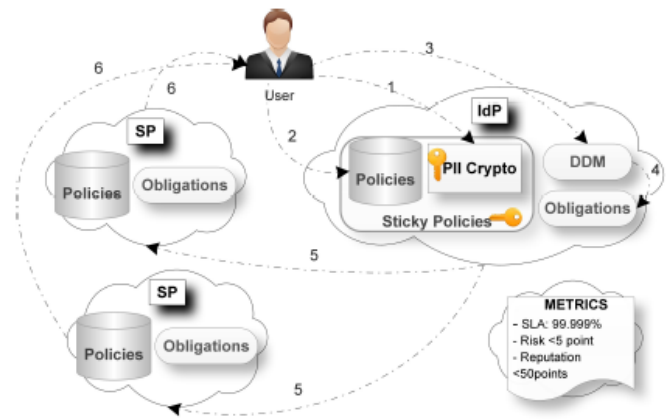 6
6
3
1
User
2
SP
IdP
Policies
Obligations
Policies
PII Crypto
DDM
4
Obligations
Sticky Policies
5
SP
Policies
Obligations
5
METRICS
- SLA: 99.999%
- Risk <5 point
- Reputation
<50points